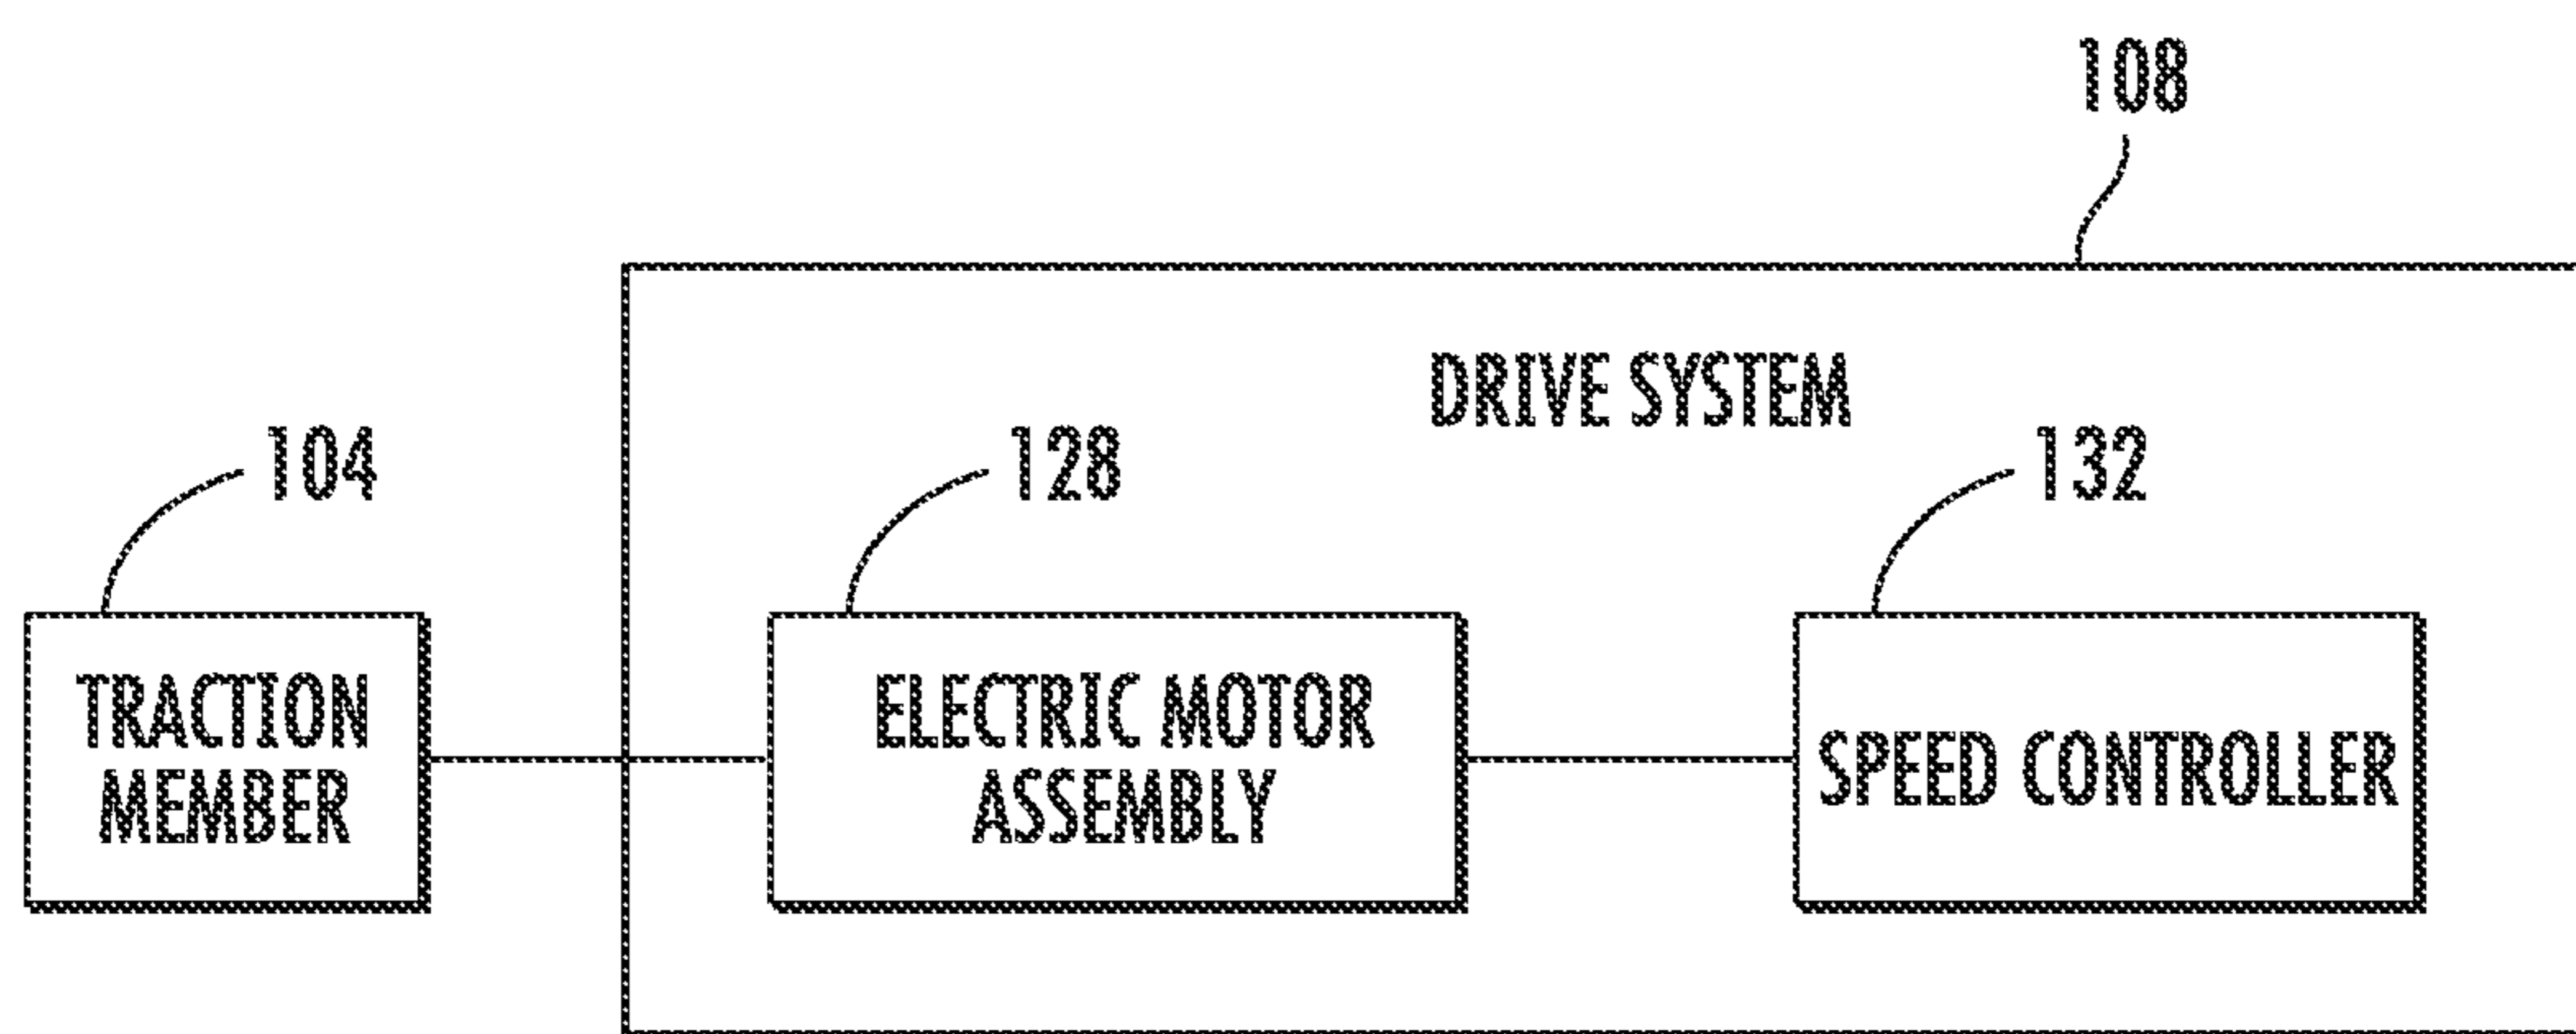 108
DRIVE SYSTEM
104
128
132
TRACTION
MEMBER
ELECTRIC MOTOR
ASSEMBLY
SPEED CONTROLLER